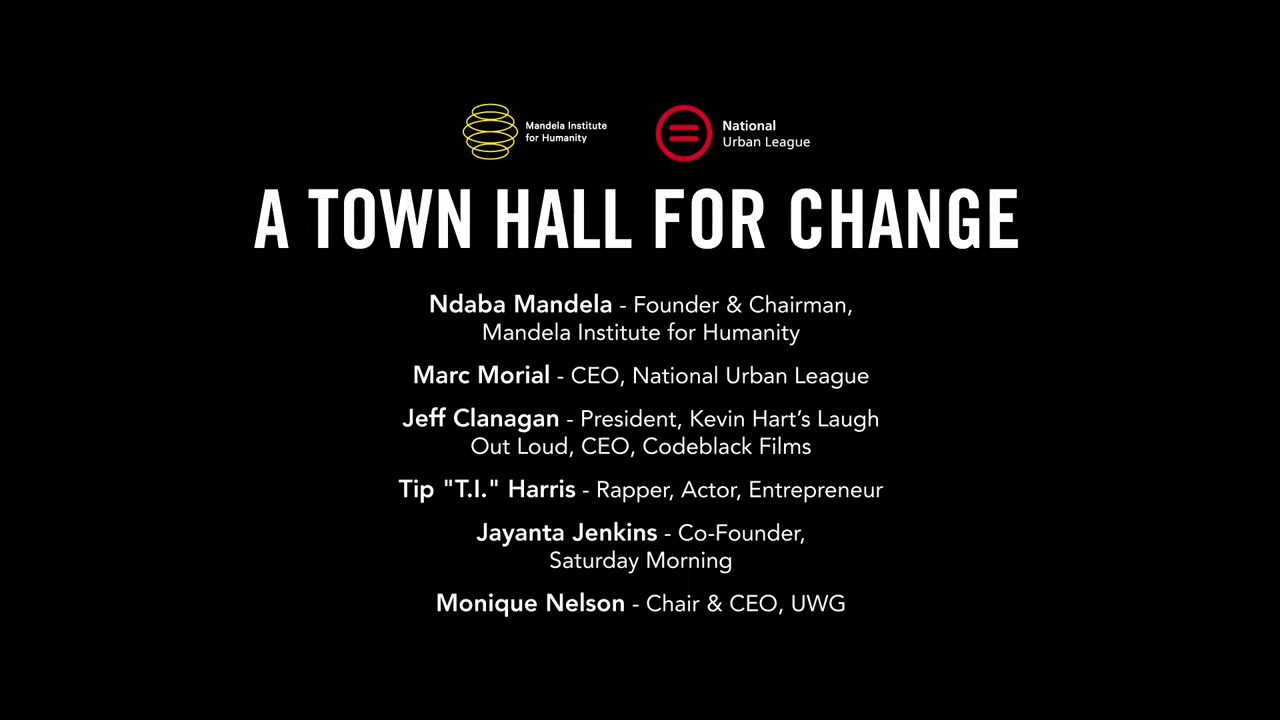 Mandela Institute
for Humanity
National
Urban League
A TOWN HALL FOR CHANGE
Ndaba Mandela - Founder & Chairman,
Mandela Institute for Humanity
Marc Morial - CEO, National Urban League
Jeff Clanagan - President, Kevin Hart’s Laugh
Out Loud, CEO, Codeblack Films
Tip "T.I." Harris - Rapper, Actor, Entrepreneur
Jayanta Jenkins - Co-Founder,
Saturday Morning
Monique Nelson - Chair & CEO, UWG